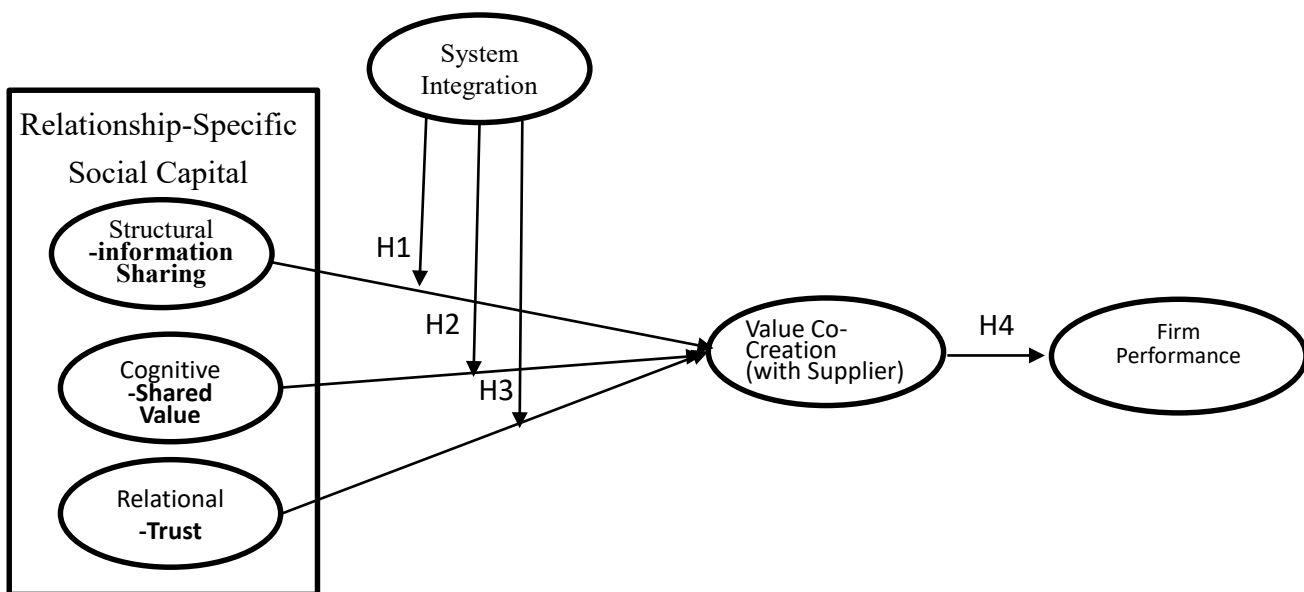 System
Integration
Relationship-Specific
Social Capital
Structural
-information
Sharing
H1
H2
Cognitive
-Shared
Value
H3
Relational
-Trust
Value Co-
Creation
(with Supplier)
H4
Firm
Performance